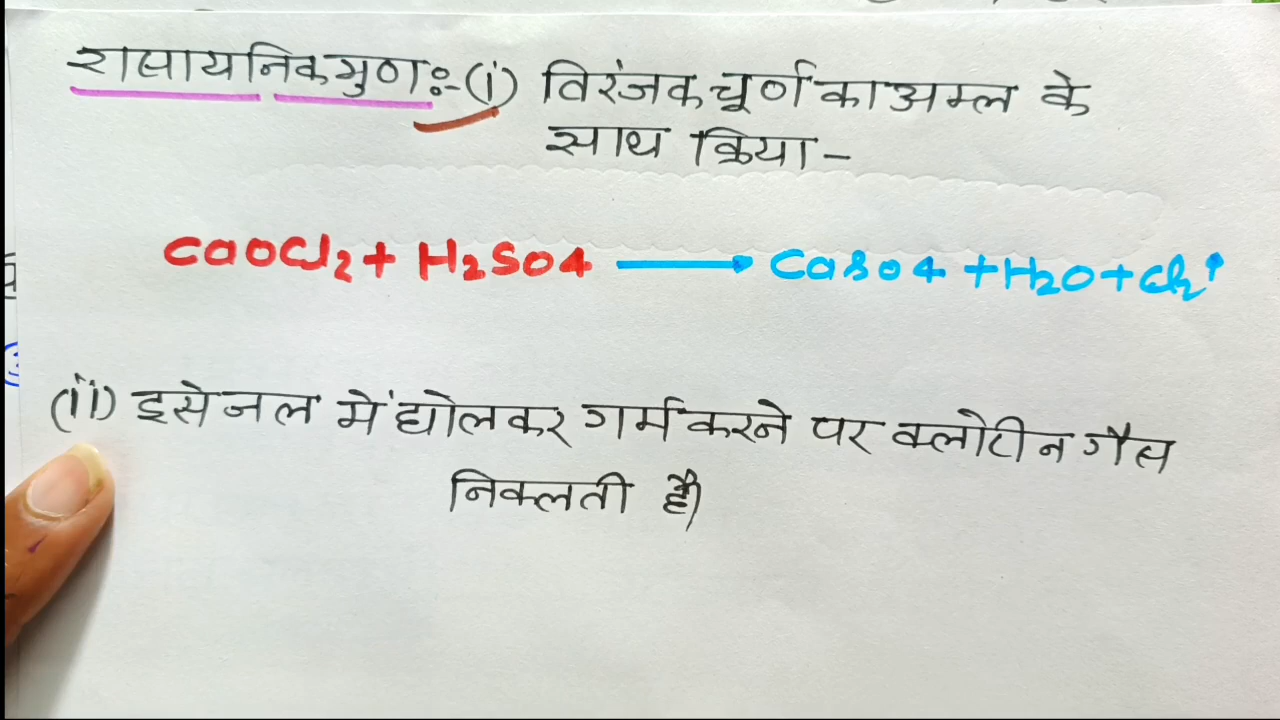 रासायनिक गुण:-(i) विरंजक चूर्ण का अम्ल के
साथ क्रिया -
CaOCl2 + H2SO4 ⟶ CaSO4 + H2O + Cl2↑
(ii) इसे जल में घोलकर गर्म करने पर क्लोरीन गैस
निकलती है)